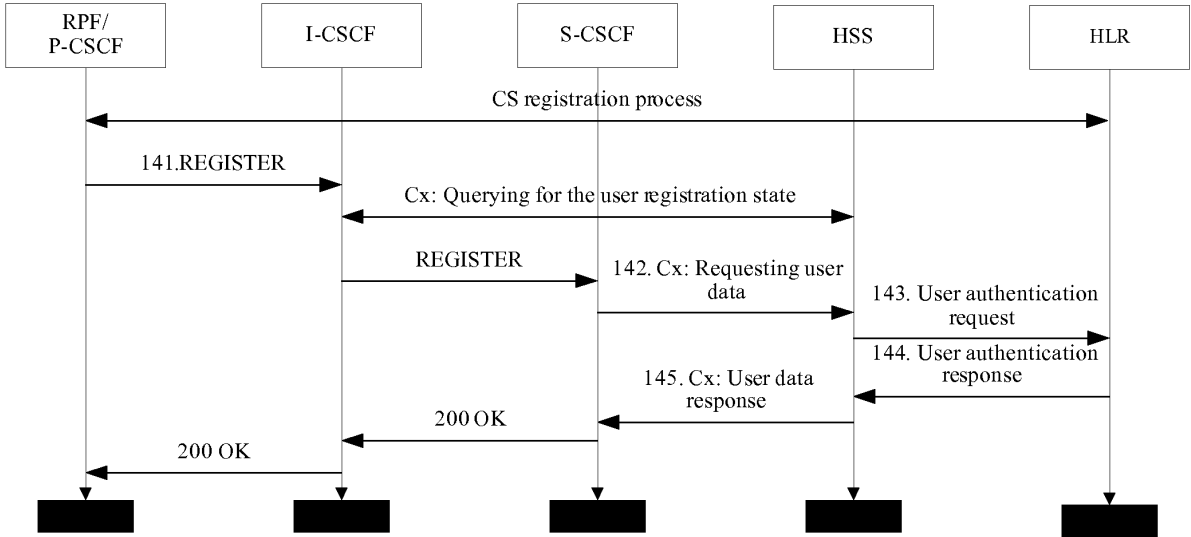 RPF/
P-CSCF
I-CSCF
S-CSCF
HSS
HLR
CS registration process
141.REGISTER
Cx: Querying for the user registration state
REGISTER
142. Cx: Requesting user
data
143. User authentication
request
144. User authentication
response
145. Cx: User data
response
200 OK
200 OK